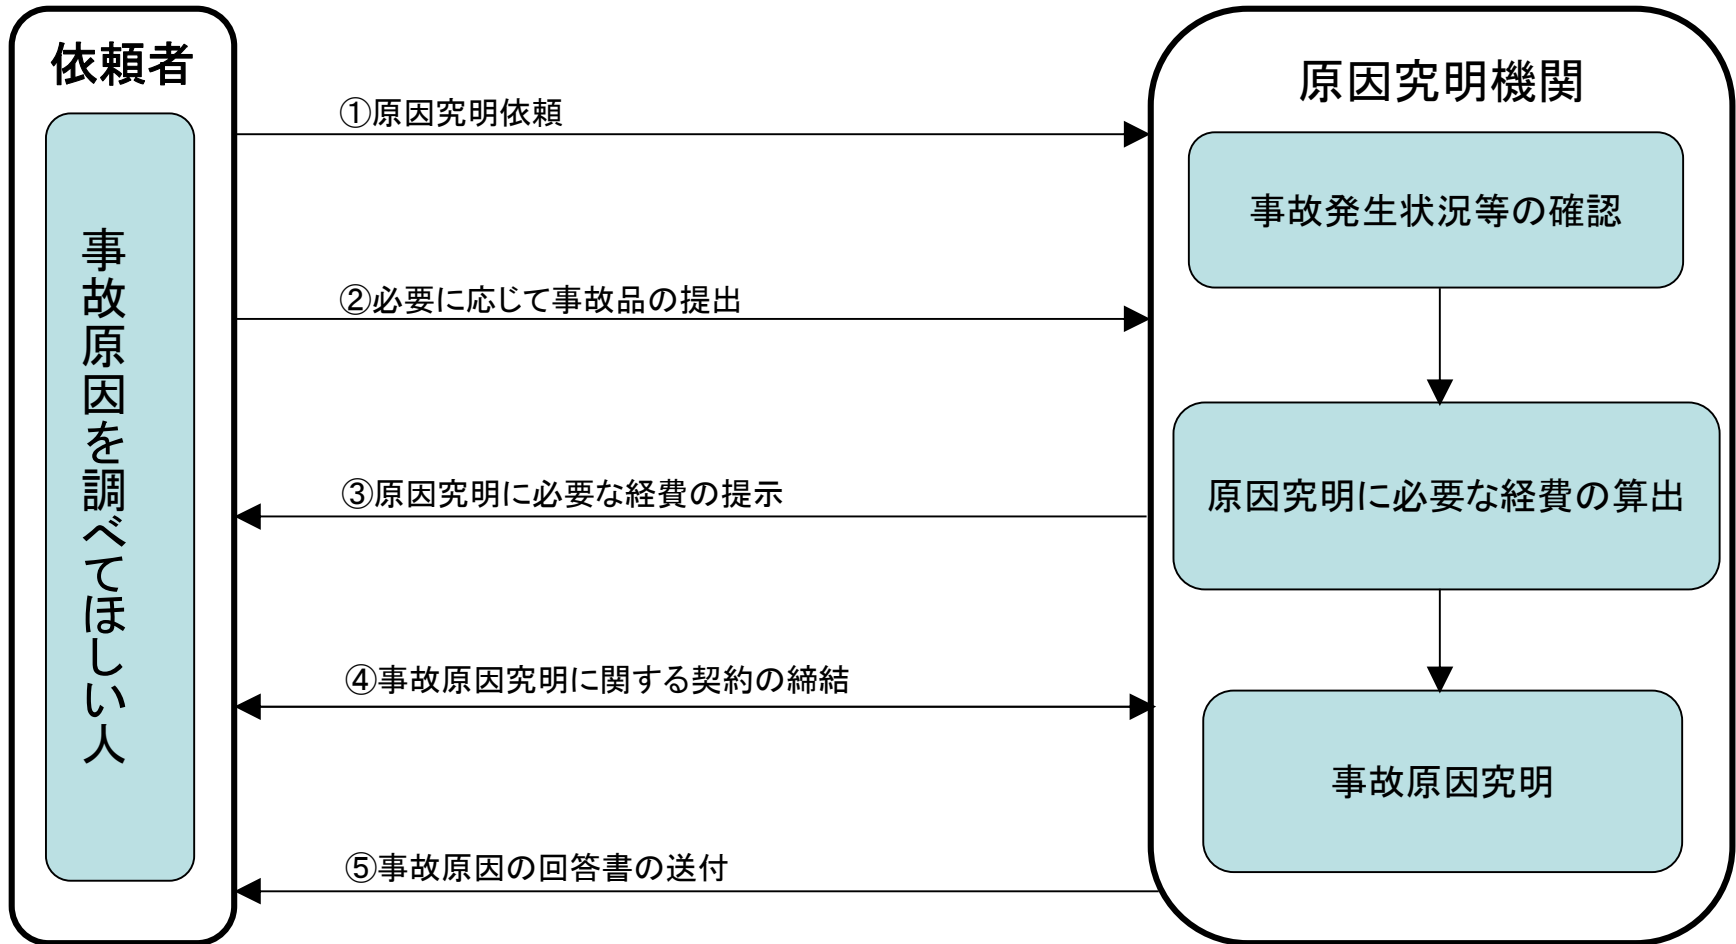 依頼者
事故原因を調べてほしい人
①原因究明依頼
②必要に応じて事故品の提出
③原因究明に必要な経費の提示
④事故原因究明に関する契約の締結
⑤事故原因の回答書の送付
原因究明機関
事故発生状況等の確認
原因究明に必要な経費の算出
事故原因究明